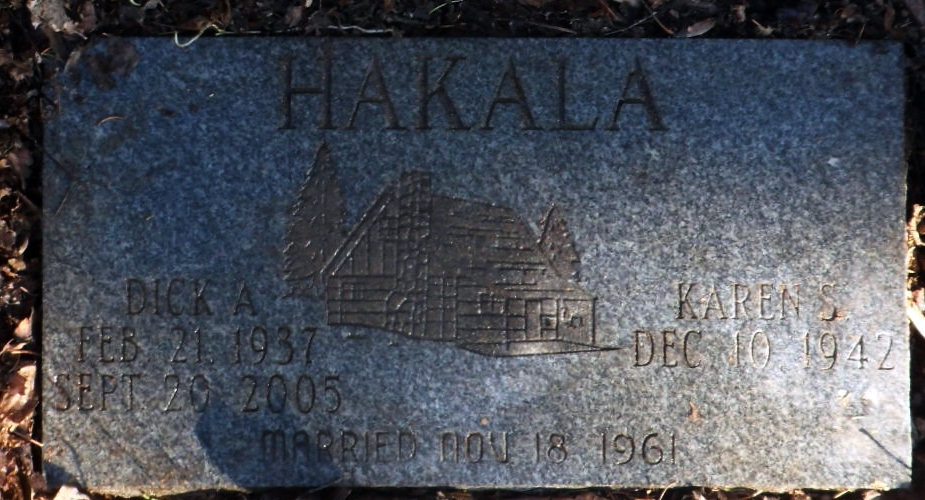 HAKALA
DICK A.
FEB. 21, 1937
SEPT. 20 2005
KAREN S.
DEC. 10, 1942
MARRIED NOV 18 1961